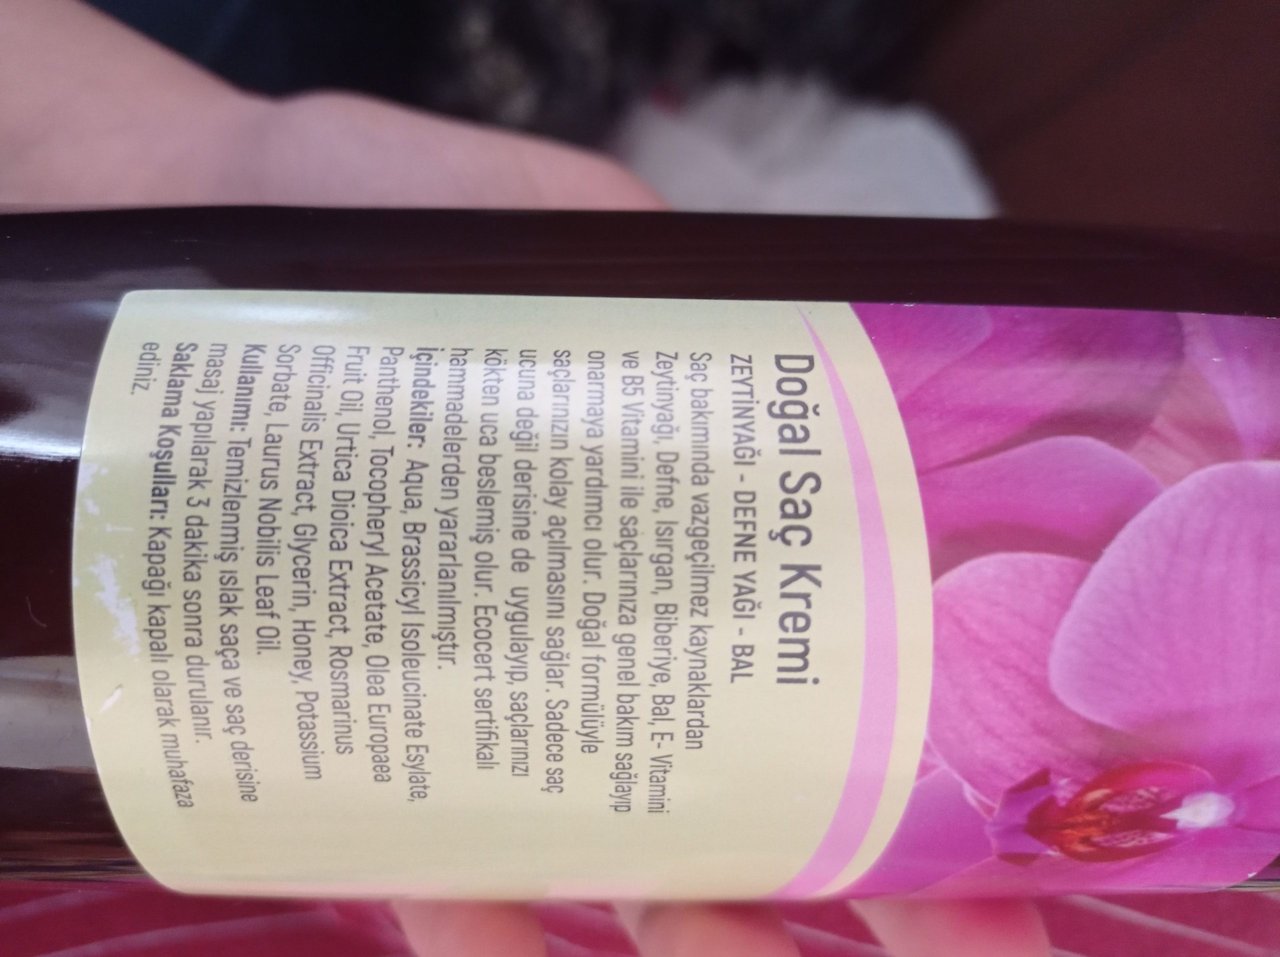 Doğal Saç Kremi
ZEYTİNYAĞI - DEFNE YAĞI - BAL
Saç bakımında vazgeçilmez kaynaklardan
Zeytinyağı, Defne, Isırgan, Biberiye, Bal, E- Vitamini
ve B5 Vitamini ile saçlarınıza genel bakım sağlayıp
onarmaya yardımcı olur. Doğal formülüyle
saçlarınızın kolay açılmasını sağlar. Sadece saç
ucuna değil derisine de uygulayıp, saçlarınızı
kökten uca beslemiş olur. Ecocert sertifikalı
hammadelerden yararlanılmıştır.
İçindekiler: Aqua, Brassicyl Isoleucinate Esylate,
Panthenol, Tocopheryl Acetate, Olea Europaea
Fruit Oil, Urtica Dioica Extract, Rosmarinus
Officinalis Extract, Glycerin, Honey, Potassium
Sorbate, Laurus Nobilis Leaf Oil.
Kullanımı: Temizlenmiş ıslak saça ve saç derisine
masaj yapılarak 3 dakika sonra durulanır.
Saklama Koşulları: Kapağı kapalı olarak muhafaza
ediniz.